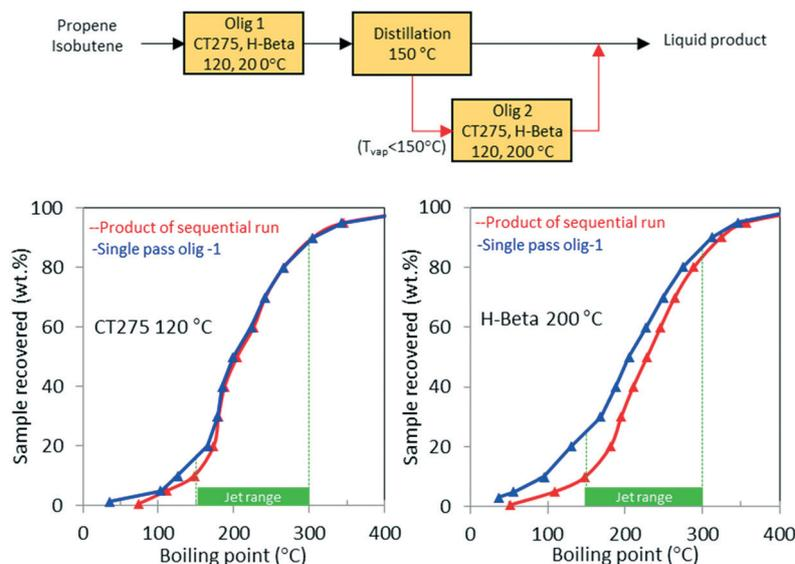 Propene
Isobutene
Olig 1
CT275, H-Beta
120, 20 0°C
Distillation
150 °C
Liquid product
Olig 2
CT275, H-Beta
120, 200 °C
(Tvap<150°C)
Sample recovered (wt.%)
100
80
60
40
20
0
--Product of sequential run
-Single pass olig -1
CT275 120 °C
Jet range
0 100 200 300 400
Boiling point (°C)
Sample recovered (wt.%)
100
80
60
40
20
0
--Product of sequential run
-Single pass olig-1
H-Beta 200 °C
Jet range
0 100 200 300 400
Boiling point (°C)